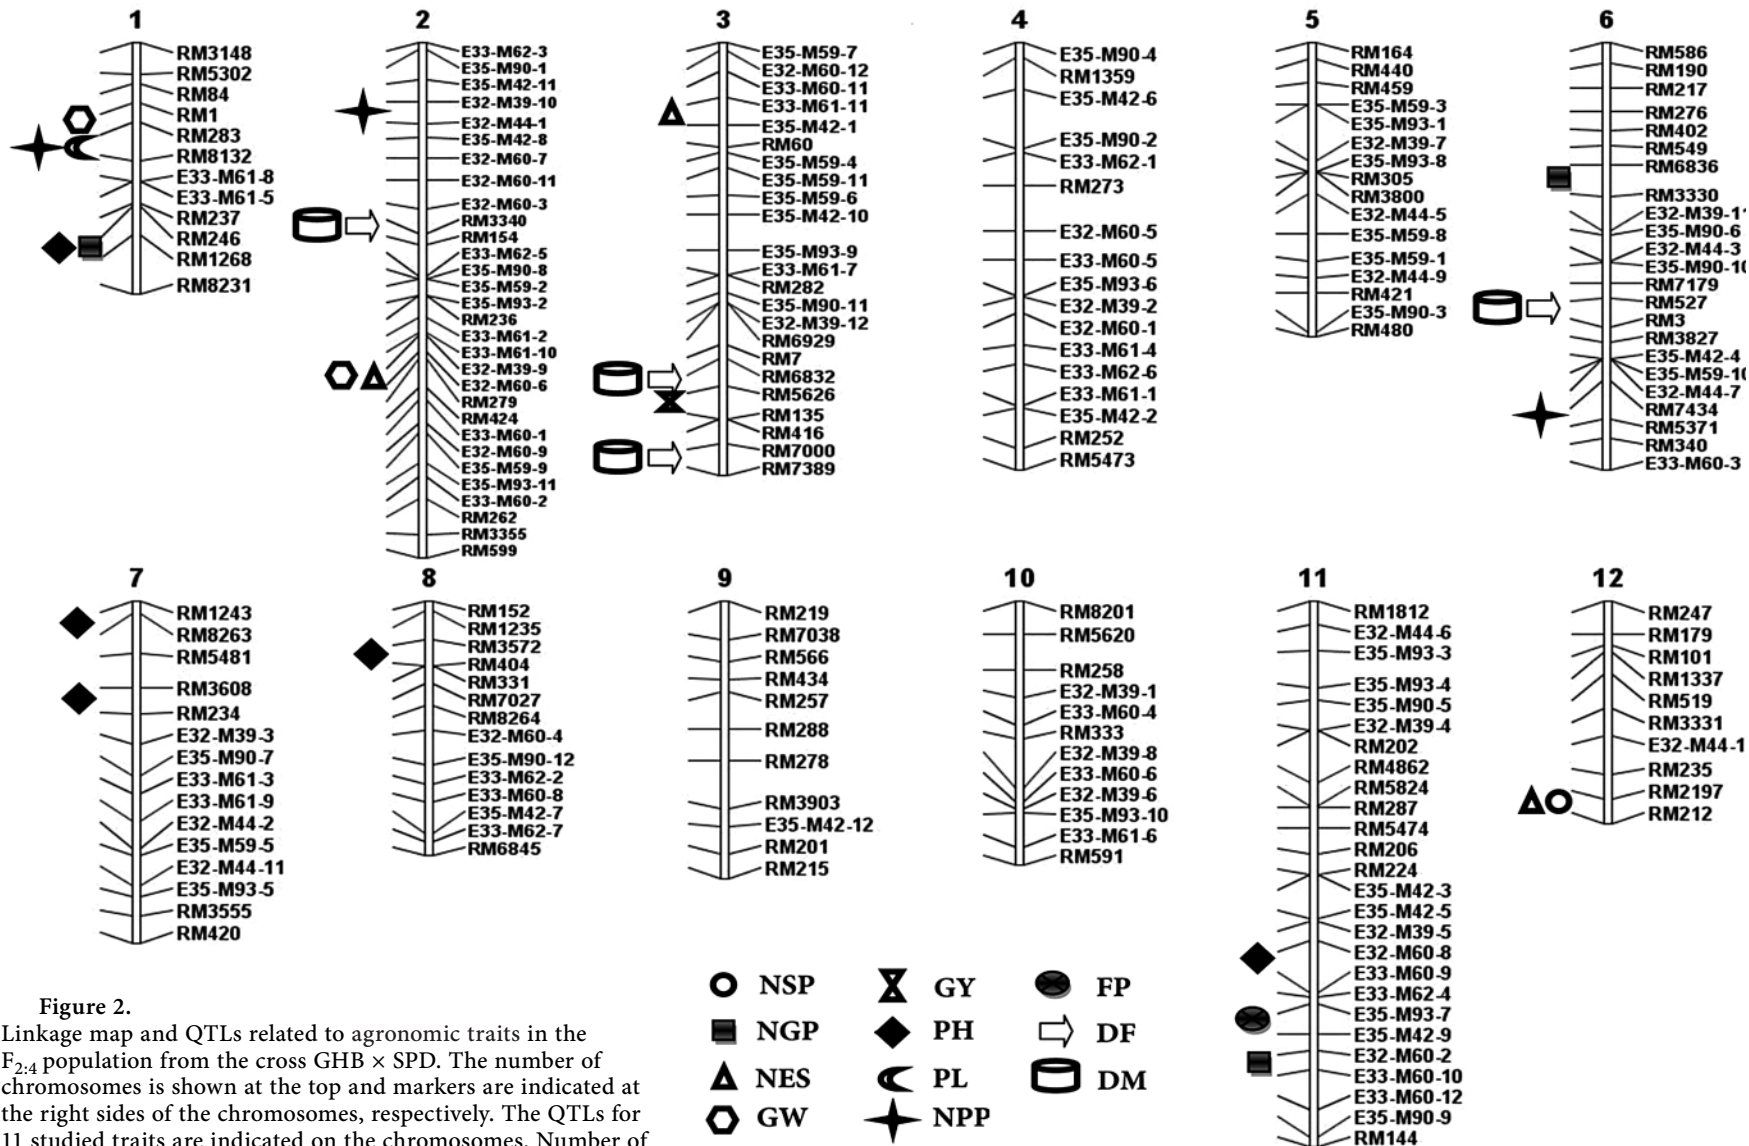 1
RM3148
RM5302
RM84
RM1
RM283
RM8132
E33-M61-8
E33-M61-5
RM237
RM246
RM1268
RM8231
2
E33-M62-3
E35-M90-1
E35-M42-11
E32-M39-10
E32-M44-1
E35-M42-8
E32-M60-7
E32-M60-11
E32-M60-3
RM3340
RM154
E33-M62-5
E35-M90-8
E35-M59-2
E35-M93-2
RM236
E33-M61-2
E33-M61-10
E32-M39-9
E32-M60-6
RM279
RM424
E33-M60-1
E32-M60-9
E35-M59-9
E35-M93-11
E33-M60-2
RM262
RM3355
RM599
3
E35-M59-7
E32-M60-12
E33-M60-11
E33-M61-11
E35-M42-1
RM60
E35-M59-4
E35-M59-11
E35-M59-6
E35-M42-10
E35-M93-9
E33-M61-7
RM282
E35-M90-11
E32-M39-12
RM6929
RM7
RM6832
RM5626
RM135
RM416
RM7000
RM7389
4
E35-M90-4
RM1359
E35-M42-6
E35-M90-2
E33-M62-1
RM273
E32-M60-5
E33-M60-5
E35-M93-6
E32-M39-2
E32-M60-1
E33-M61-4
E33-M62-6
E33-M61-1
E35-M42-2
RM252
RM5473
5
RM164
RM440
RM459
E35-M59-3
E35-M93-1
E32-M39-7
E35-M93-8
RM305
RM3800
E32-M44-5
E35-M59-8
E35-M59-1
E32-M44-9
RM421
E35-M90-3
RM480
6
RM586
RM190
RM217
RM276
RM402
RM549
RM6836
RM3330
E32-M39-11
E35-M90-6
E32-M44-3
E35-M90-10
RM7179
RM527
RM3
RM3827
E35-M42-4
E35-M59-10
E32-M44-7
RM7434
RM5371
RM340
E33-M60-3
7
RM1243
RM8263
RM5481
RM3608
RM234
E32-M39-3
E35-M90-7
E33-M61-3
E33-M61-9
E32-M44-2
E35-M59-5
E32-M44-11
E35-M93-5
RM3555
RM420
8
RM152
RM1235
RM3572
RM404
RM331
RM7027
RM8264
E32-M60-4
E35-M90-12
E33-M62-2
E33-M60-8
E35-M42-7
E33-M62-7
RM6845
9
RM219
RM7038
RM566
RM434
RM257
RM288
RM278
RM3903
E35-M42-12
RM201
RM215
10
RM8201
RM5620
RM258
E32-M39-1
E33-M60-4
RM333
E32-M39-8
E33-M60-6
E32-M39-6
E35-M93-10
E33-M61-6
RM591
11
RM1812
E32-M44-6
E35-M93-3
E35-M93-4
E35-M90-5
E32-M39-4
RM202
RM4862
RM5824
RM287
RM5474
RM206
RM224
E35-M42-3
E35-M42-5
E32-M39-5
E32-M60-8
E33-M60-9
E33-M62-4
E35-M93-7
E35-M42-9
E32-M60-2
E33-M60-10
E33-M60-12
E35-M90-9
RM144
12
RM247
RM179
RM101
RM1337
RM519
RM3331
E32-M44-1
RM235
RM2197
RM212
NSP
NGP
NES
GW
GY
PH
PL
NPP
FP
DF
DM
Figure 2.
Linkage map and QTLs related to agronomic traits in the
F2:4 population from the cross GHB × SPD. The number of
chromosomes is shown at the top and markers are indicated at
the right sides of the chromosomes, respectively. The QTLs for
11 studied traits are indicated on the chromosomes. Number of